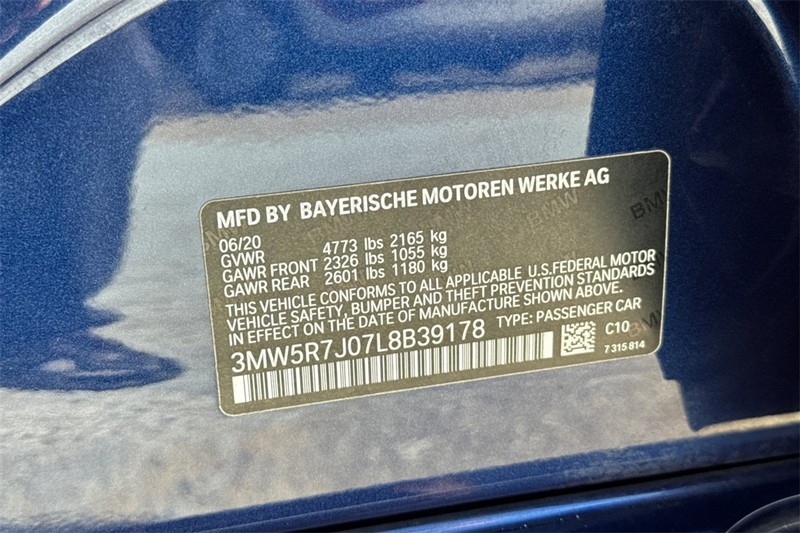 MFD BY BAYERISCHE MOTOREN WERKE AG
06/20
GVWR 4773 lbs 2165 kg
GAWR FRONT 2326 lbs 1055 kg
GAWR REAR 2601 lbs 1180 kg
THIS VEHICLE CONFORMS TO ALL APPLICABLE U.S.FEDERAL MOTOR
VEHICLE SAFETY, BUMPER AND THEFT PREVENTION STANDARDS
IN EFFECT ON THE DATE OF MANUFACTURE SHOWN ABOVE.
3MW5R7J07L8B39178 TYPE: PASSENGER CAR
C10
7 315 814
BMW
BMW
BMW